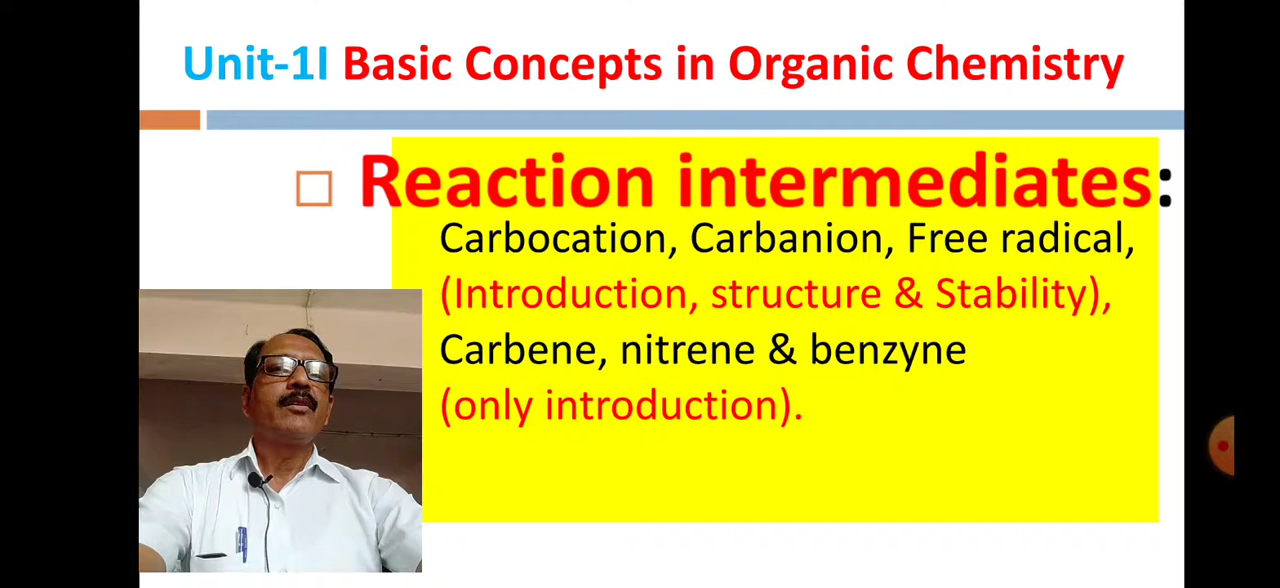 Unit-1I Basic Concepts in Organic Chemistry
Reaction intermediates:
Carbocation, Carbanion, Free radical,
(Introduction, structure & Stability),
Carbene, nitrene & benzyne
(only introduction).